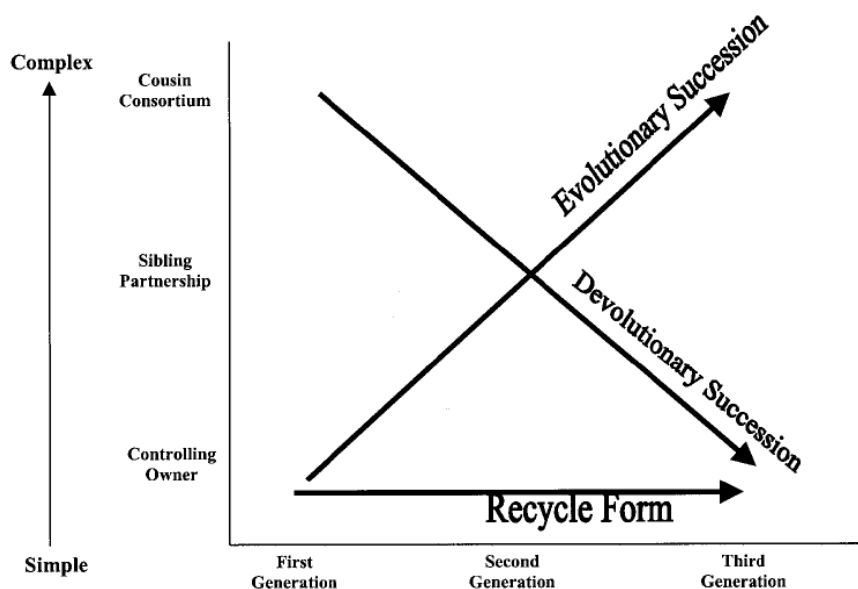 Complex
Cousin
Consortium
Evolutionary Succession
Sibling
Partnership
Devolutionary Succession
Controlling
Owner
Recycle Form
Simple
First
Generation
Second
Generation
Third
Generation